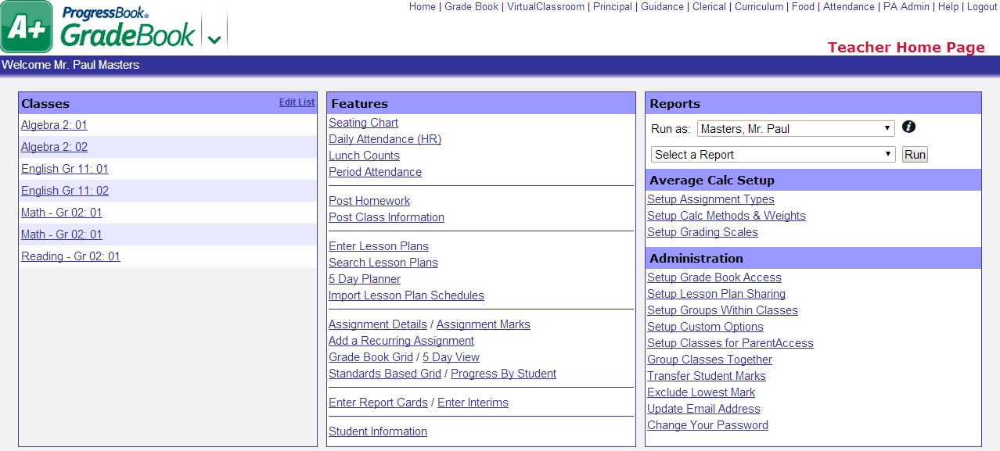 Home | Grade Book | VirtualClassroom | Principal | Guidance | Clerical | Curriculum | Food | Attendance | PA Admin | Help | Logout
A+
ProgressBook®
GradeBook
Teacher Home Page
Welcome Mr. Paul Masters
Classes Edit List
Algebra 2: 01
Algebra 2: 02
English Gr 11: 01
English Gr 11: 02
Math - Gr 02: 01
Math - Gr 02: 01
Reading - Gr 02: 01
Features
Seating Chart
Daily Attendance (HR)
Lunch Counts
Period Attendance
Post Homework
Post Class Information
Enter Lesson Plans
Search Lesson Plans
5 Day Planner
Import Lesson Plan Schedules
Assignment Details / Assignment Marks
Add a Recurring Assignment
Grade Book Grid / 5 Day View
Standards Based Grid / Progress By Student
Enter Report Cards / Enter Interims
Student Information
Reports
Run as: Masters, Mr. Paul i
Select a Report Run
Average Calc Setup
Setup Assignment Types
Setup Calc Methods & Weights
Setup Grading Scales
Administration
Setup Grade Book Access
Setup Lesson Plan Sharing
Setup Groups Within Classes
Setup Custom Options
Setup Classes for ParentAccess
Group Classes Together
Transfer Student Marks
Exclude Lowest Mark
Update Email Address
Change Your Password